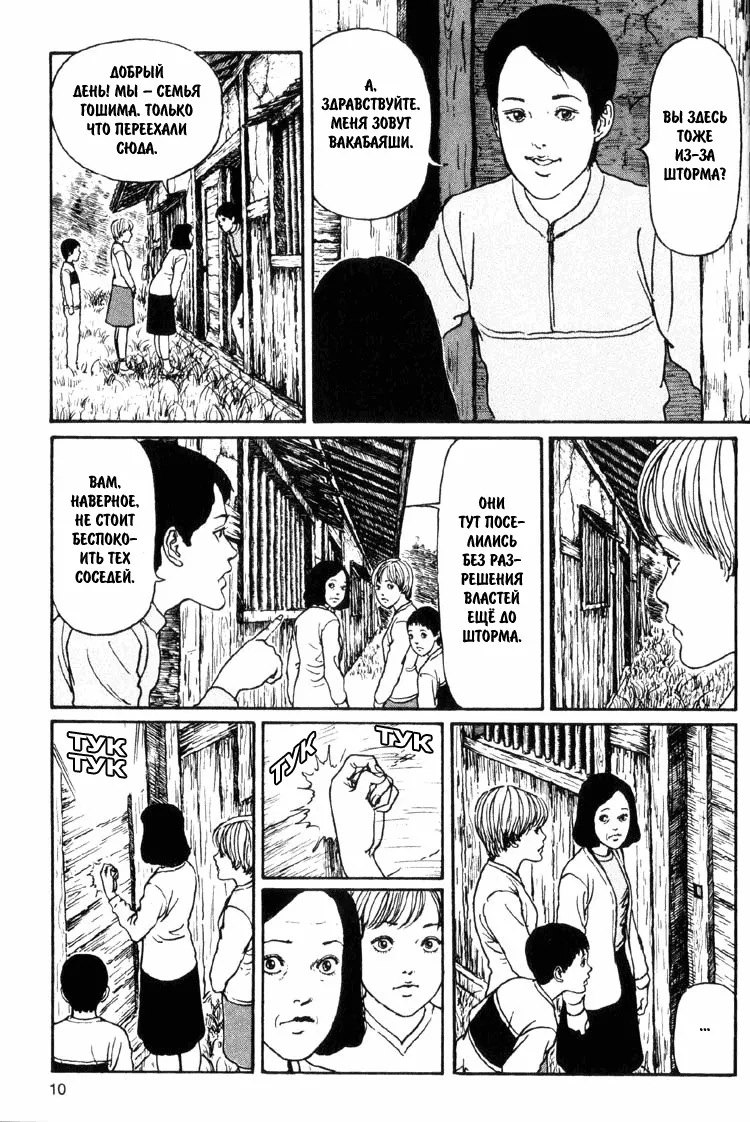 ДОБРЫЙ
ДЕНЬ! МЫ – СЕМЬЯ
ТОШИМА. ТОЛЬКО
ЧТО ПЕРЕЕХАЛИ
СЮДА.
А,
ЗДРАВСТВУЙТЕ.
МЕНЯ ЗОВУТ
ВАКАБАЯШИ.
ВЫ ЗДЕСЬ
ТОЖЕ
ИЗ-ЗА
ШТОРМА?
ВАМ,
НАВЕРНОЕ,
НЕ СТОИТ
БЕСПОКО-
ИТЬ ТЕХ
СОСЕДЕЙ.
ОНИ
ТУТ ПОСЕ-
ЛИЛИСЬ
БЕЗ РАЗ-
РЕШЕНИЯ
ВЛАСТЕЙ
ЕЩЁ ДО
ШТОРМА.
ТУК
ТУК
ТУК
ТУК
...
10